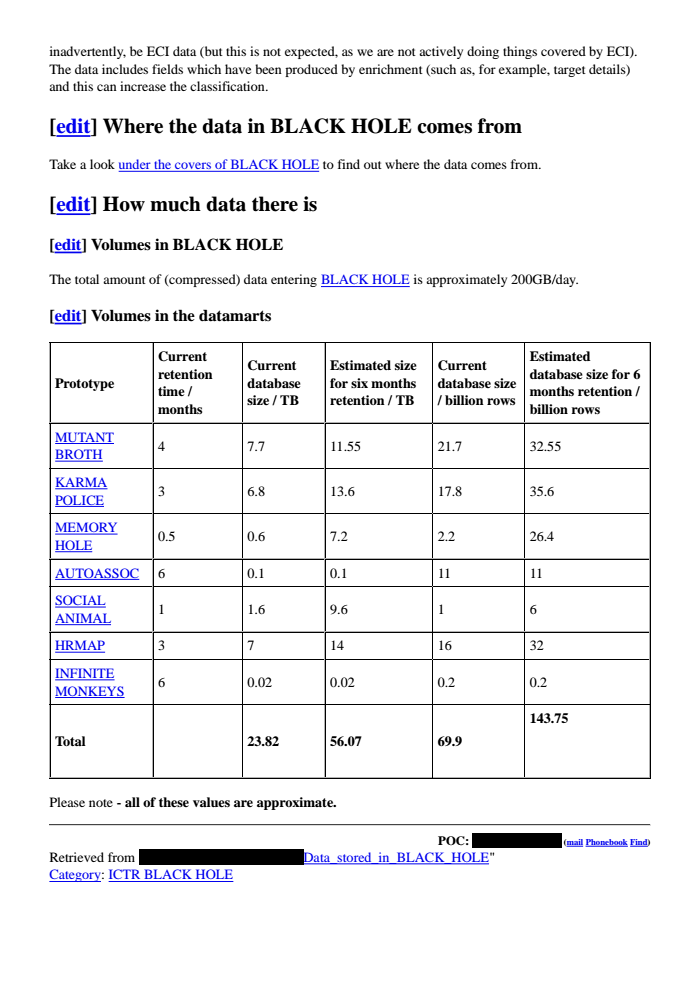 inadvertently, be ECI data (but this is not expected, as we are not actively doing things covered by ECI).
The data includes fields which have been produced by enrichment (such as, for example, target details)
and this can increase the classification.
[edit] Where the data in BLACK HOLE comes from
Take a look under the covers of BLACK HOLE to find out where the data comes from.
[edit] How much data there is
[edit] Volumes in BLACK HOLE
The total amount of (compressed) data entering BLACK HOLE is approximately 200GB/day.
[edit] Volumes in the datamarts
Prototype
Current
retention
time /
months
Current
database
size / TB
Estimated size
for six months
retention / TB
Current
database size
/ billion rows
Estimated
database size for 6
months retention /
billion rows
MUTANT
BROTH
4
7.7
11.55
21.7
32.55
KARMA
POLICE
3
6.8
13.6
17.8
35.6
MEMORY
HOLE
0.5
0.6
7.2
2.2
26.4
AUTOASSOC
6
0.1
0.1
11
11
SOCIAL
ANIMAL
1
1.6
9.6
1
6
HRMAP
3
7
14
16
32
INFINITE
MONKEYS
6
0.02
0.02
0.2
0.2
Total
23.82
56.07
69.9
143.75
Please note - all of these values are approximate.
POC: (mail Phonebook Find)
Retrieved from Data_stored_in_BLACK_HOLE"
Category: ICTR BLACK HOLE